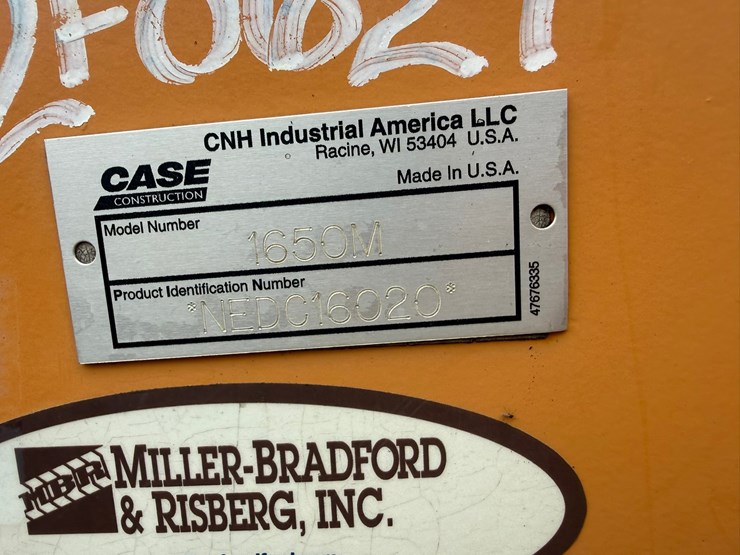 CNH Industrial America LLC
Racine, WI 53404 U.S.A.
CASE
CONSTRUCTION
Made In U.S.A.
Model Number
1650M
Product Identification Number
*NEDC16020*
47676335
MBR
MILLER-BRADFORD
& RISBERG, INC.